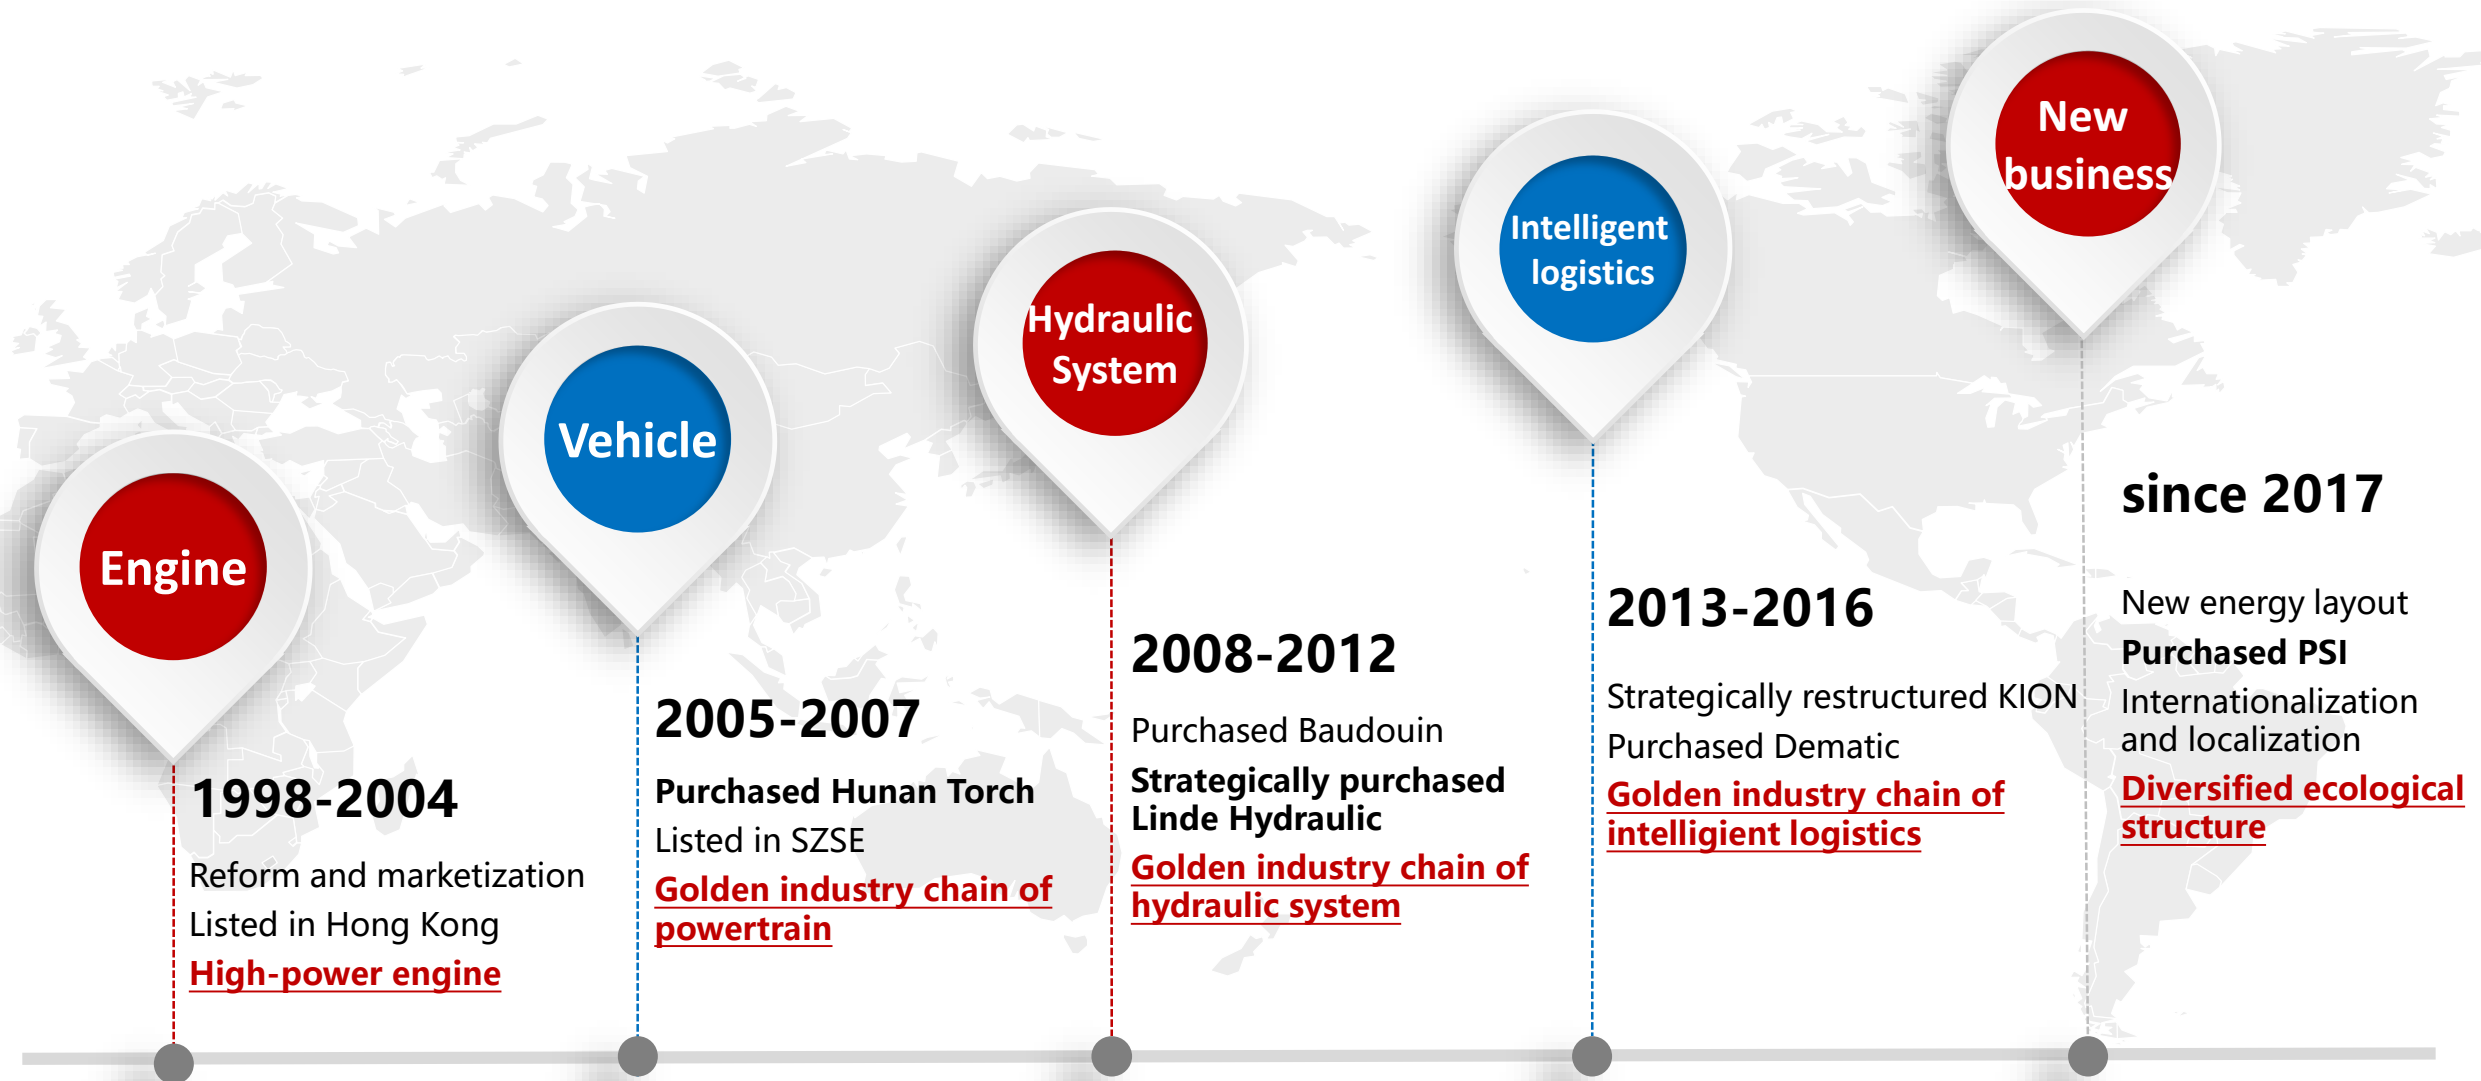 Engine
1998-2004
Reform and marketization
Listed in Hong Kong
High-power engine
Vehicle
2005-2007
Purchased Hunan Torch
Listed in SZSE
Golden industry chain of
powertrain
Hydraulic
System
2008-2012
Purchased Baudouin
Strategically purchased
Linde Hydraulic
Golden industry chain of
hydraulic system
Intelligent
logistics
2013-2016
Strategically restructured KION
Purchased Dematic
Golden industry chain of
intelligient logistics
New
business
since 2017
New energy layout
Purchased PSI
Internationalization
and localization
Diversified ecological
structure